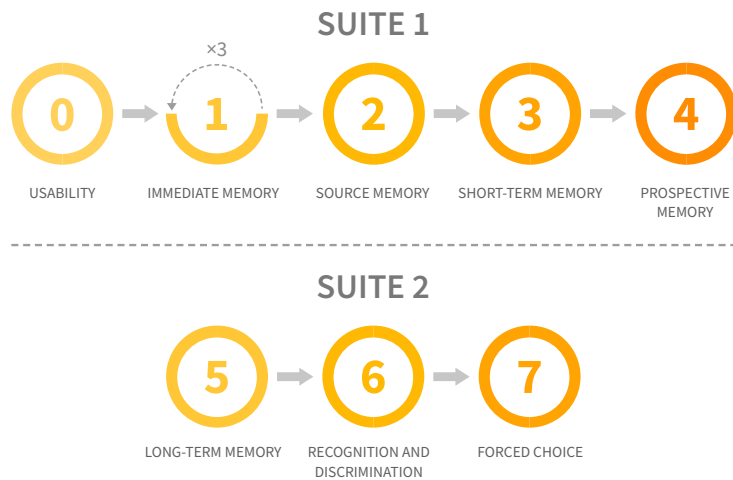 SUITE 1
×3
0
1
2
3
4
USABILITY
IMMEDIATE MEMORY
SOURCE MEMORY
SHORT-TERM MEMORY
PROSPECTIVE
MEMORY
SUITE 2
5
6
7
LONG-TERM MEMORY
RECOGNITION AND
DISCRIMINATION
FORCED CHOICE